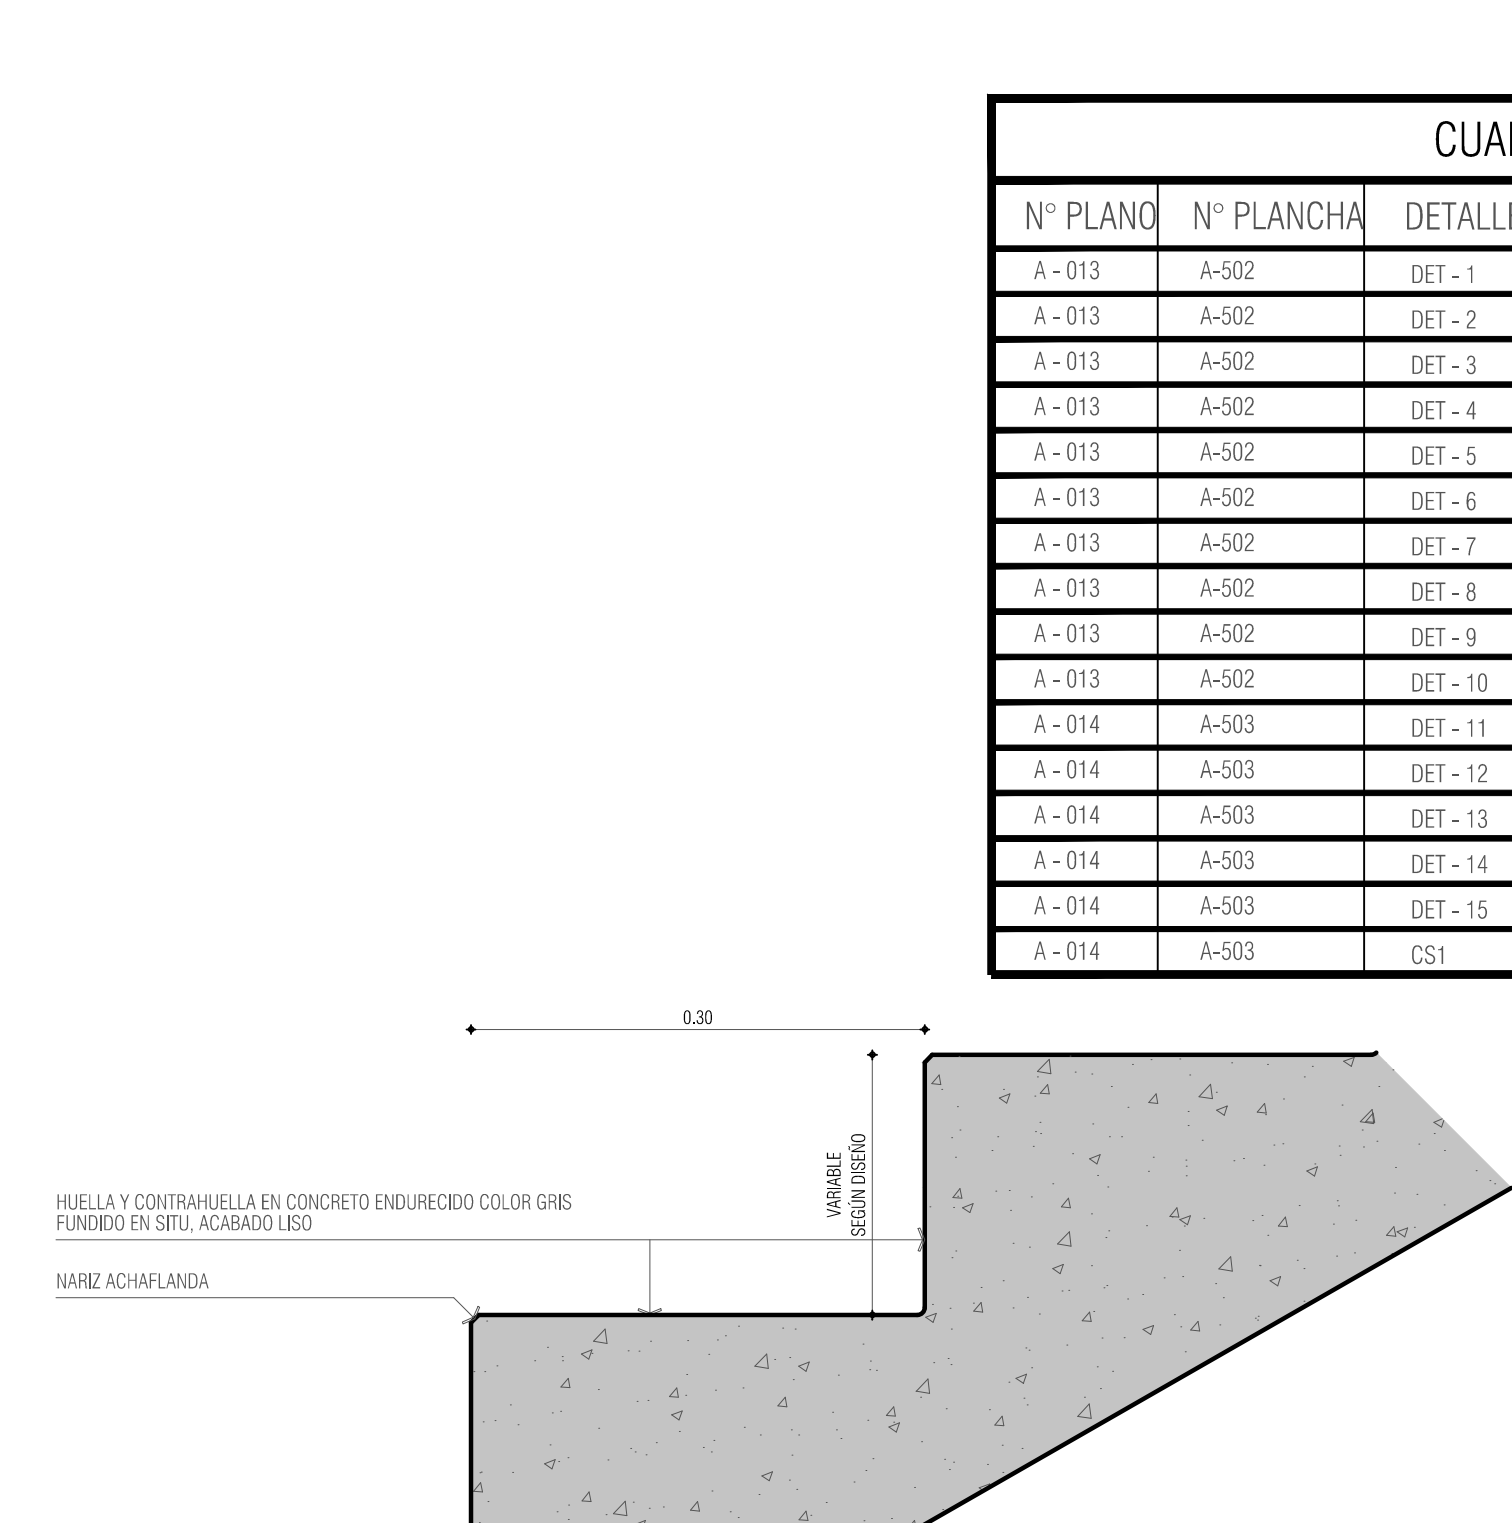 N° PLANO N° PLANCHA
A - 013 A-502 DET - 1
A - 013 A-502 DET - 2
A - 013 A-502 DET - 3
A - 013 A-502 DET - 4
A - 013 A-502 DET - 5
A - 013 A-502 DET - 6
A - 013 A-502 DET - 7
A - 013 A-502 DET - 8
A - 013 A-502 DET - 9
A - 013 A-502 DET - 10
A - 014 A-503 DET - 11
A - 014 A-503 DET - 12
A - 014 A-503 DET - 13
A - 014 A-503 DET - 14
A - 014 A-503 DET - 15
A - 014 A-503 CS1
0.30
VARIABLE
SEGÚN DISEÑO
HUELLA Y CONTRAHUELLA EN CONCRETO ENDURECIDO COLOR GRIS
FUNDIDO EN SITU, ACABADO LISO
NARIZ ACHAFLANDA